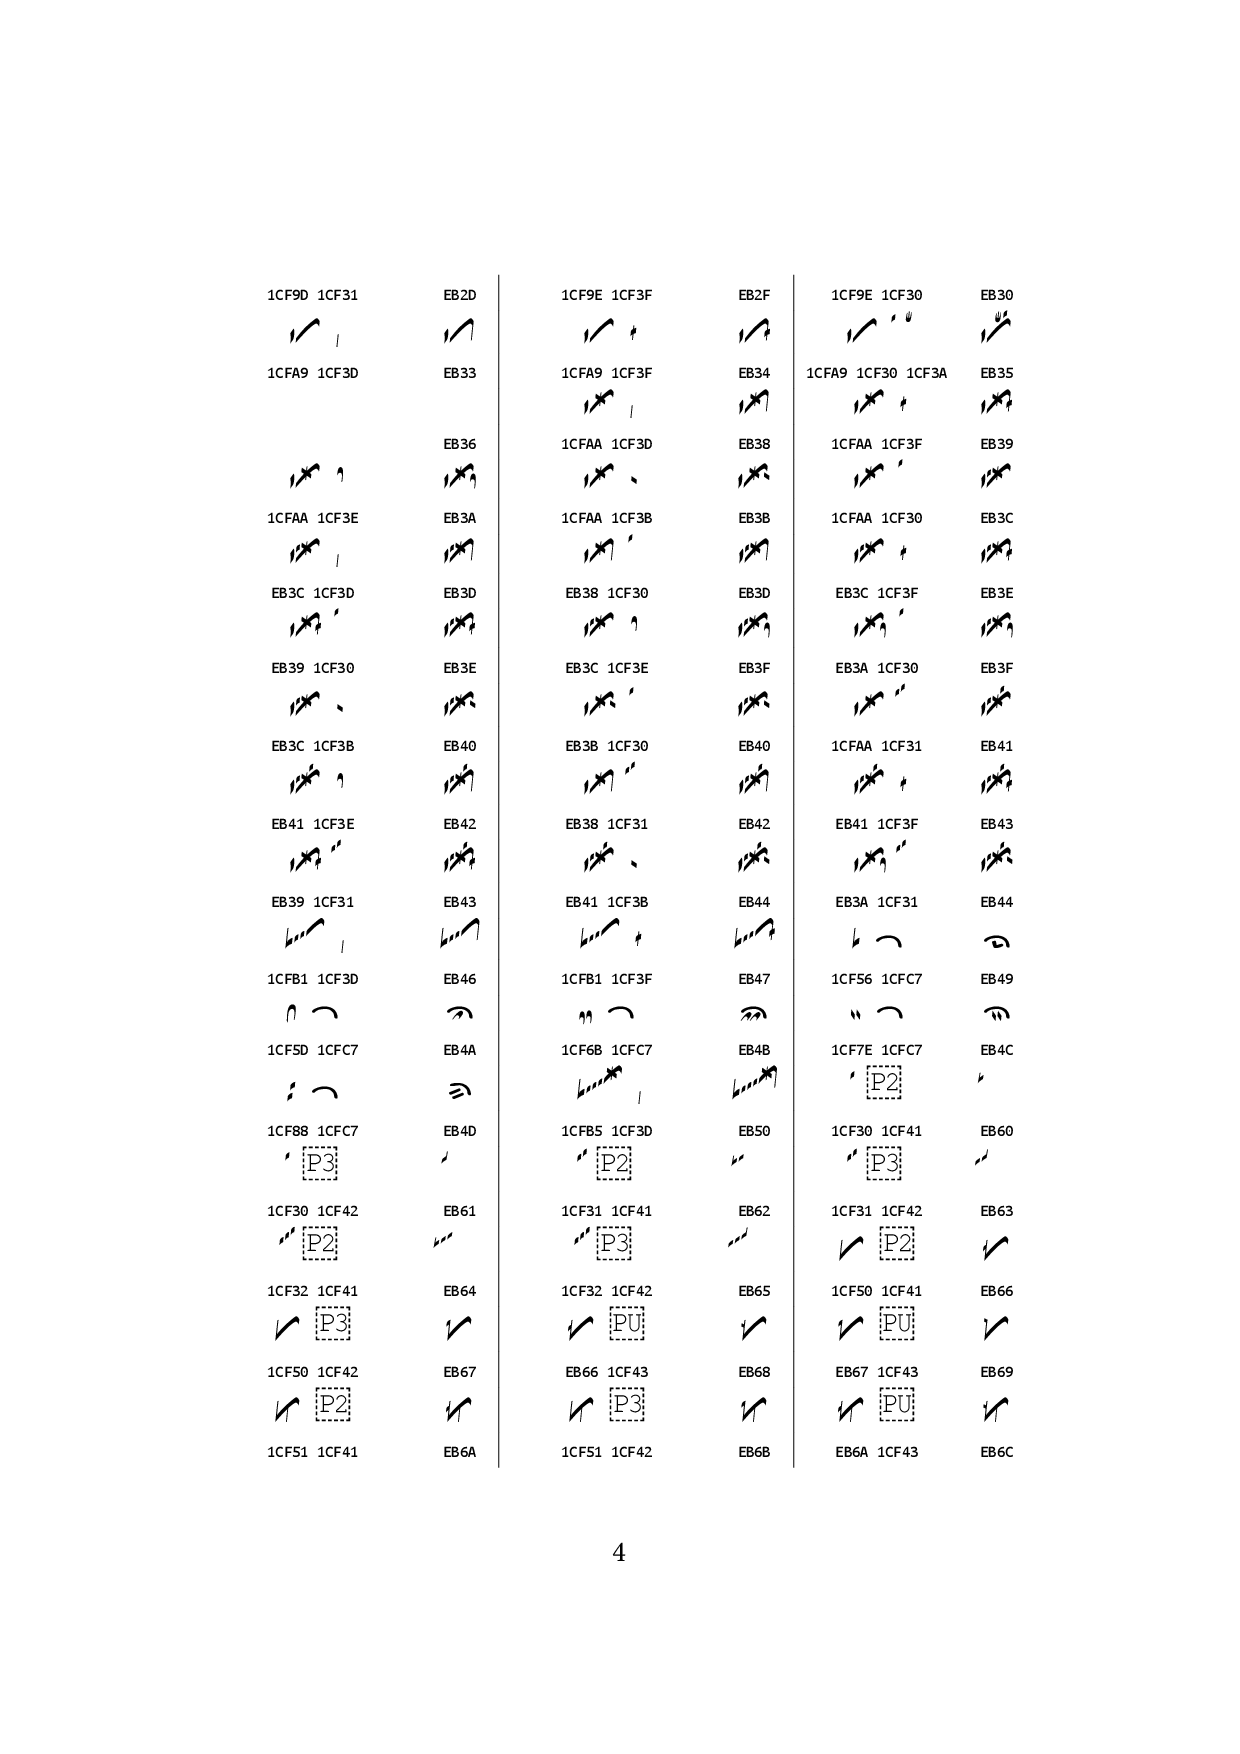 1CF9D 1CF31 EB2D 1CF9E 1CF3F EB2F 1CF9E 1CF30 EB30
1CFA9 1CF3D EB33 1CFA9 1CF3F EB34 1CFA9 1CF30 1CF3A EB35
EB36 1CFAA 1CF3D EB38 1CFAA 1CF3F EB39
1CFAA 1CF3E EB3A 1CFAA 1CF3B EB3B 1CFAA 1CF30 EB3C
EB3C 1CF3D EB3D EB38 1CF30 EB3D EB3C 1CF3F EB3E
EB39 1CF30 EB3E EB3C 1CF3E EB3F EB3A 1CF30 EB3F
EB3C 1CF3B EB40 EB3B 1CF30 EB40 1CFAA 1CF31 EB41
EB41 1CF3E EB42 EB38 1CF31 EB42 EB41 1CF3F EB43
EB39 1CF31 EB43 EB41 1CF3B EB44 EB3A 1CF31 EB44
1CFB1 1CF3D EB46 1CFB1 1CF3F EB47 1CF56 1CFC7 EB49
1CF5D 1CFC7 EB4A 1CF6B 1CFC7 EB4B 1CF7E 1CFC7 EB4C
P2
1CF88 1CFC7 EB4D 1CFB5 1CF3D EB50 1CF30 1CF41 EB60
P3 P2 P3
1CF30 1CF42 EB61 1CF31 1CF41 EB62 1CF31 1CF42 EB63
P2 P3 P2
1CF32 1CF41 EB64 1CF32 1CF42 EB65 1CF50 1CF41 EB66
P3 PU PU
1CF50 1CF42 EB67 EB66 1CF43 EB68 EB67 1CF43 EB69
P2 P3 PU
1CF51 1CF41 EB6A 1CF51 1CF42 EB6B EB6A 1CF43 EB6C
4